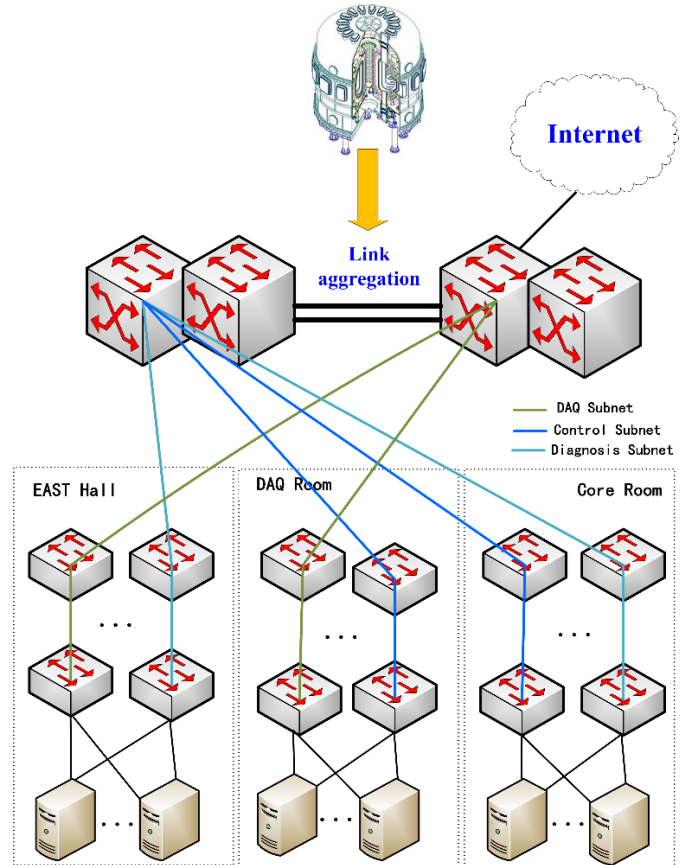 Internet
Link
aggregation
DAQ Subnet
Control Subnet
Diagnosis Subnet
EAST Hall
DAQ Room
Core Room
...
...
...
...
...
...